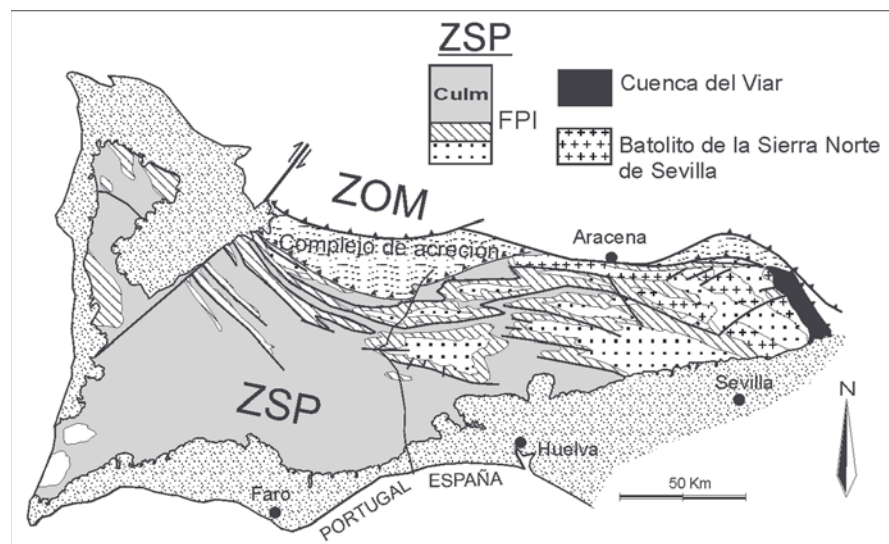 ZSP
Culm
FPI
Cuenca del Viar
Batolito de la Sierra Norte
de Sevilla
ZOM
Complejo de acreción
Aracena
ZSP
Sevilla
N
Huelva
50 Km
Faro
PORTUGAL
ESPAÑA